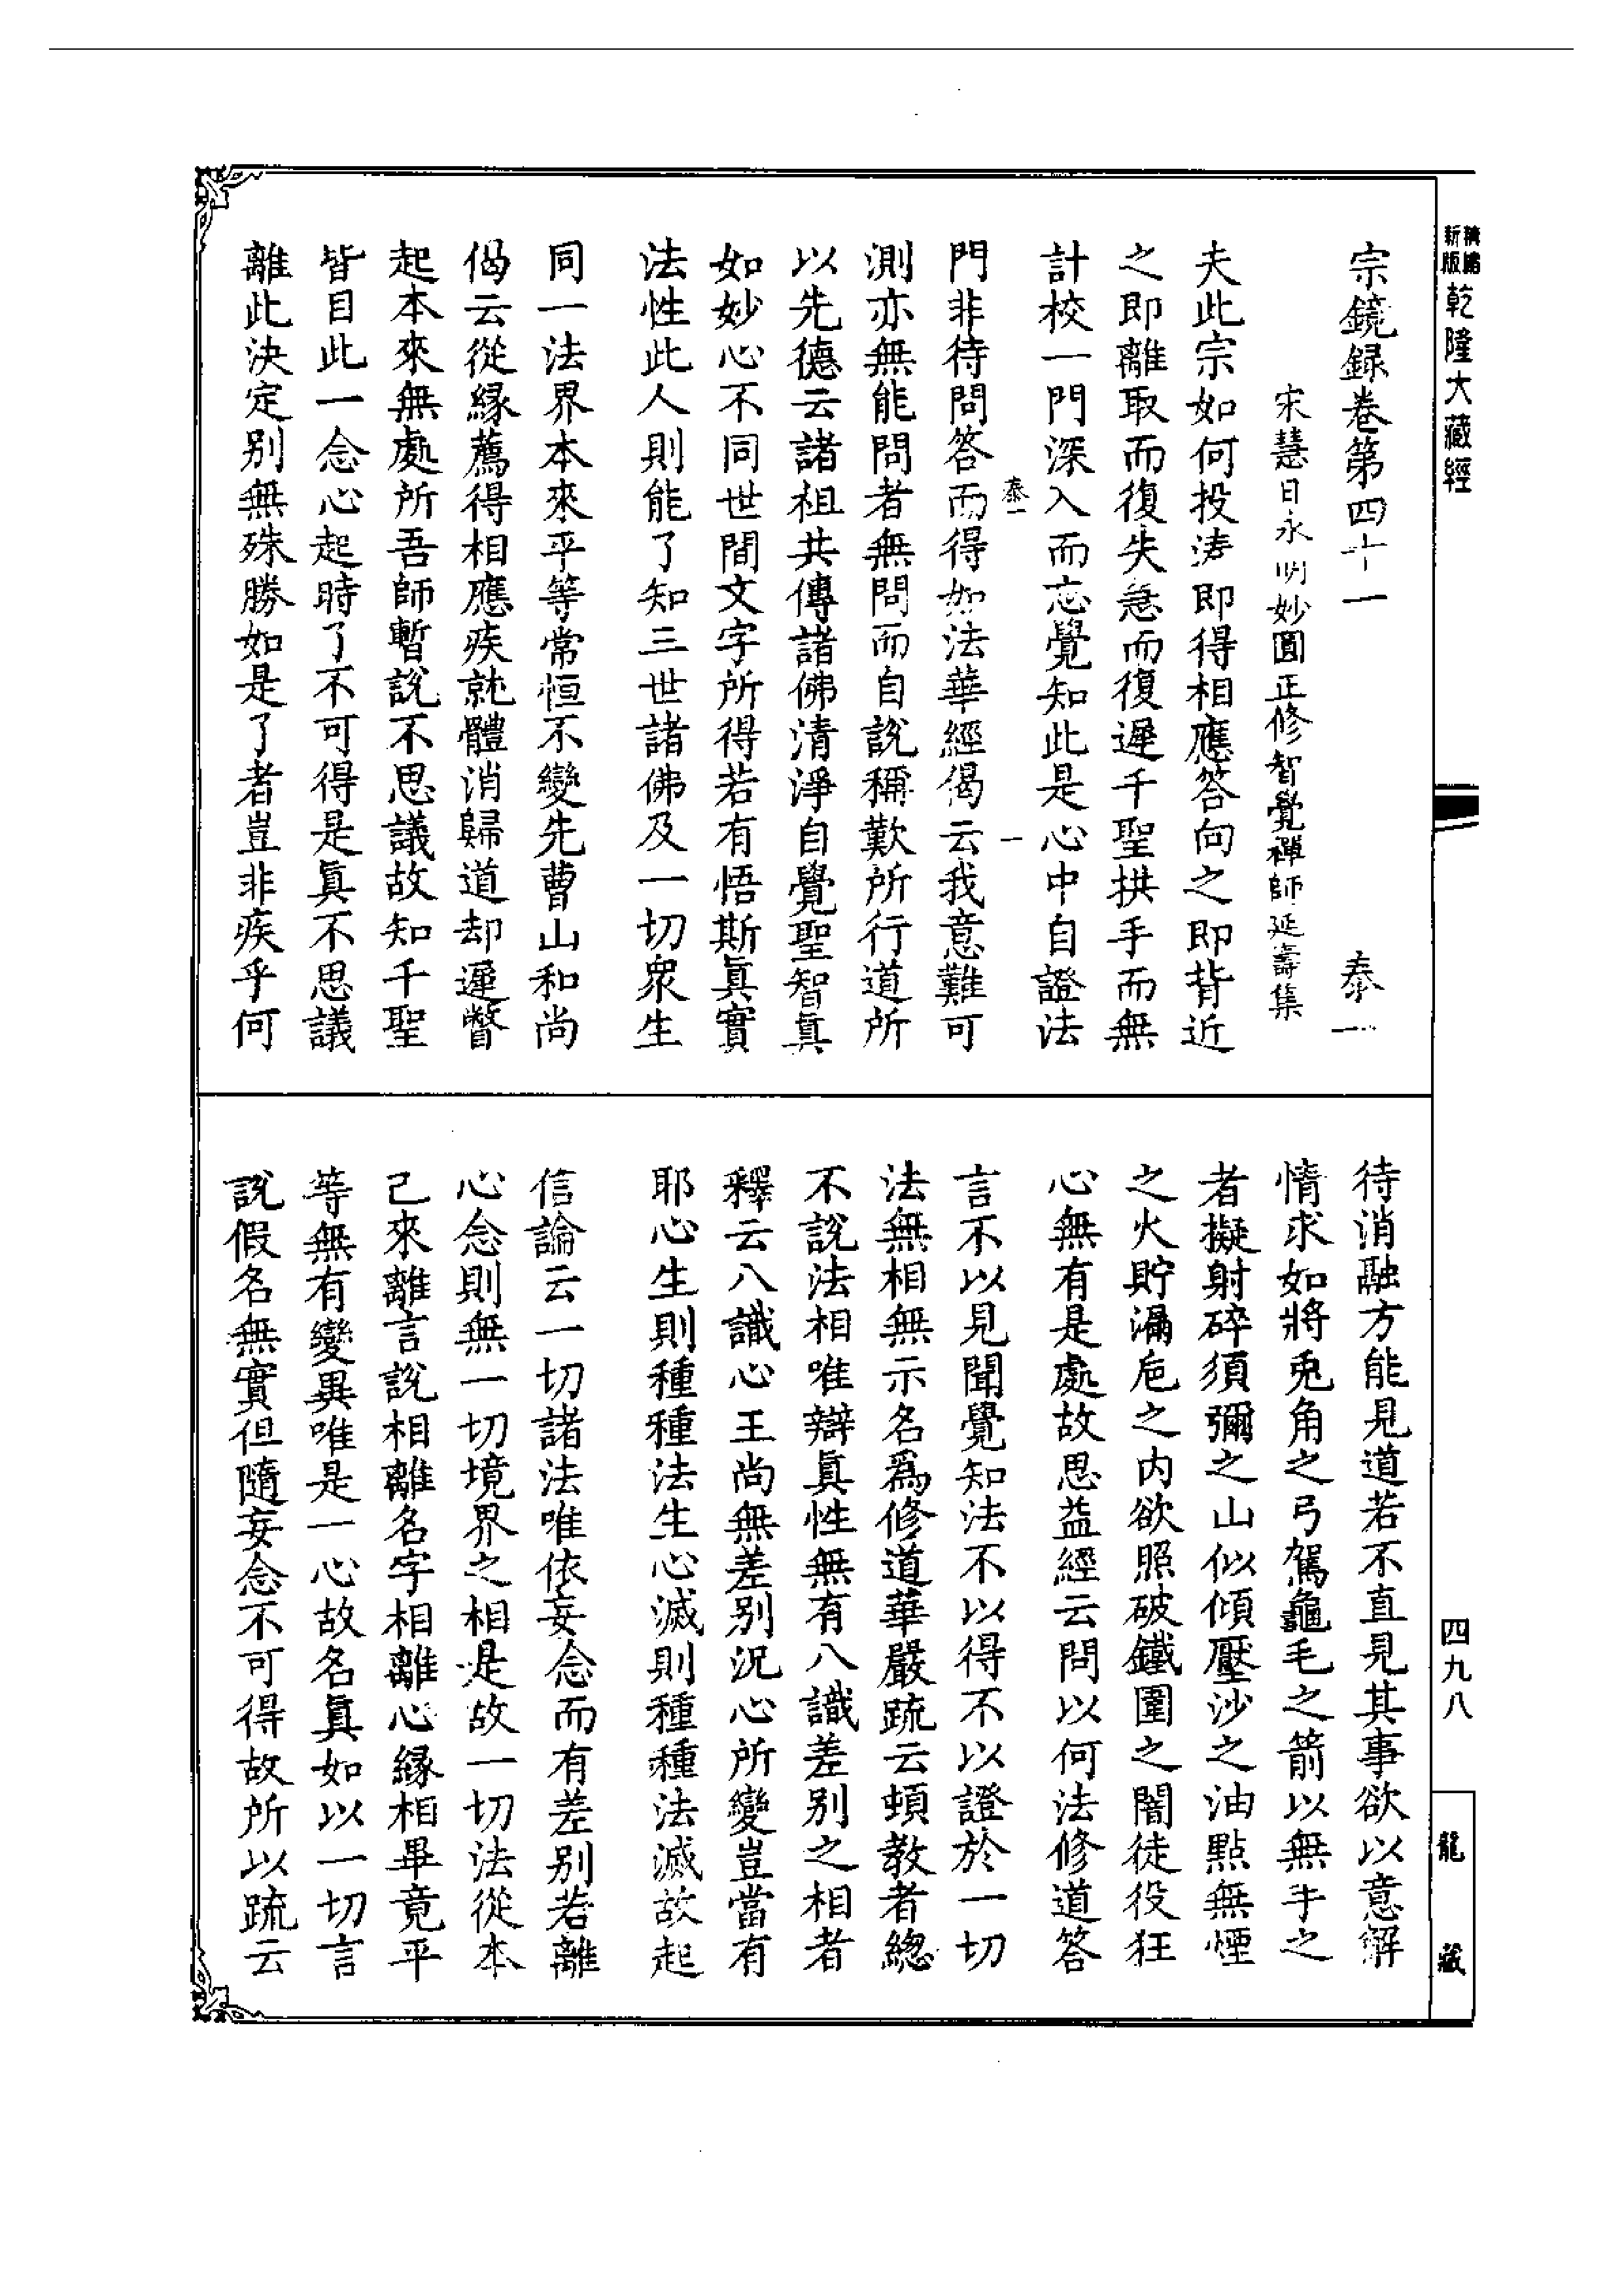 精縮
新版
乾隆大藏經
宗鏡録卷第四十一 泰一
宋慧日永明妙圓正修智覺禪師延壽集
夫此宗如何投湊即得相應答向之即背近
之即離取而復失急而復遲千聖拱手而無
計校一門深入而忘覺知此是心中自證法
泰一 一
門非待問答而得如法華經偈云我意難可
測亦無能問者無問而自說稱歎所行道所
以先德云諸祖共傳諸佛清淨自覺聖智真
如妙心不同世間文字所得若有悟斯真實
法性此人則能了知三世諸佛及一切眾生
同一法界本來平等常恒不變先曹山和尚
偈云從緣薦得相應疾就體消歸道却遲瞥
起本來無處所吾師暫說不思議故知千聖
皆目此一念心起時了不可得是真不思議
離此決定别無殊勝如是了者豈非疾乎何
待消融方能見道若不直見其事欲以意解
情求如將兎角之弓駕龜毛之箭以無手之
者擬射碎須彌之山似傾壓沙之油點無煙
之火貯漏巵之内欲照破鐵圍之闇徒役狂
心無有是處故思益經云問以何法修道答
言不以見聞覺知法不以得不以證於一切
法無相無示名為修道華嚴疏云頓教者總
不說法相唯辯真性無有八識差别之相者
釋云八識心王尚無差别況心所變豈當有
耶心生則種種法生心滅則種種法滅故起
信論云一切諸法唯依妄念而有差别若離
心念則無一切境界之相是故一切法從本
己來離言說相離名字相離心緣相畢竟平
等無有變異唯是一心故名真如以一切言
說假名無實但隨妄念不可得故所以疏云
四九八
龍藏